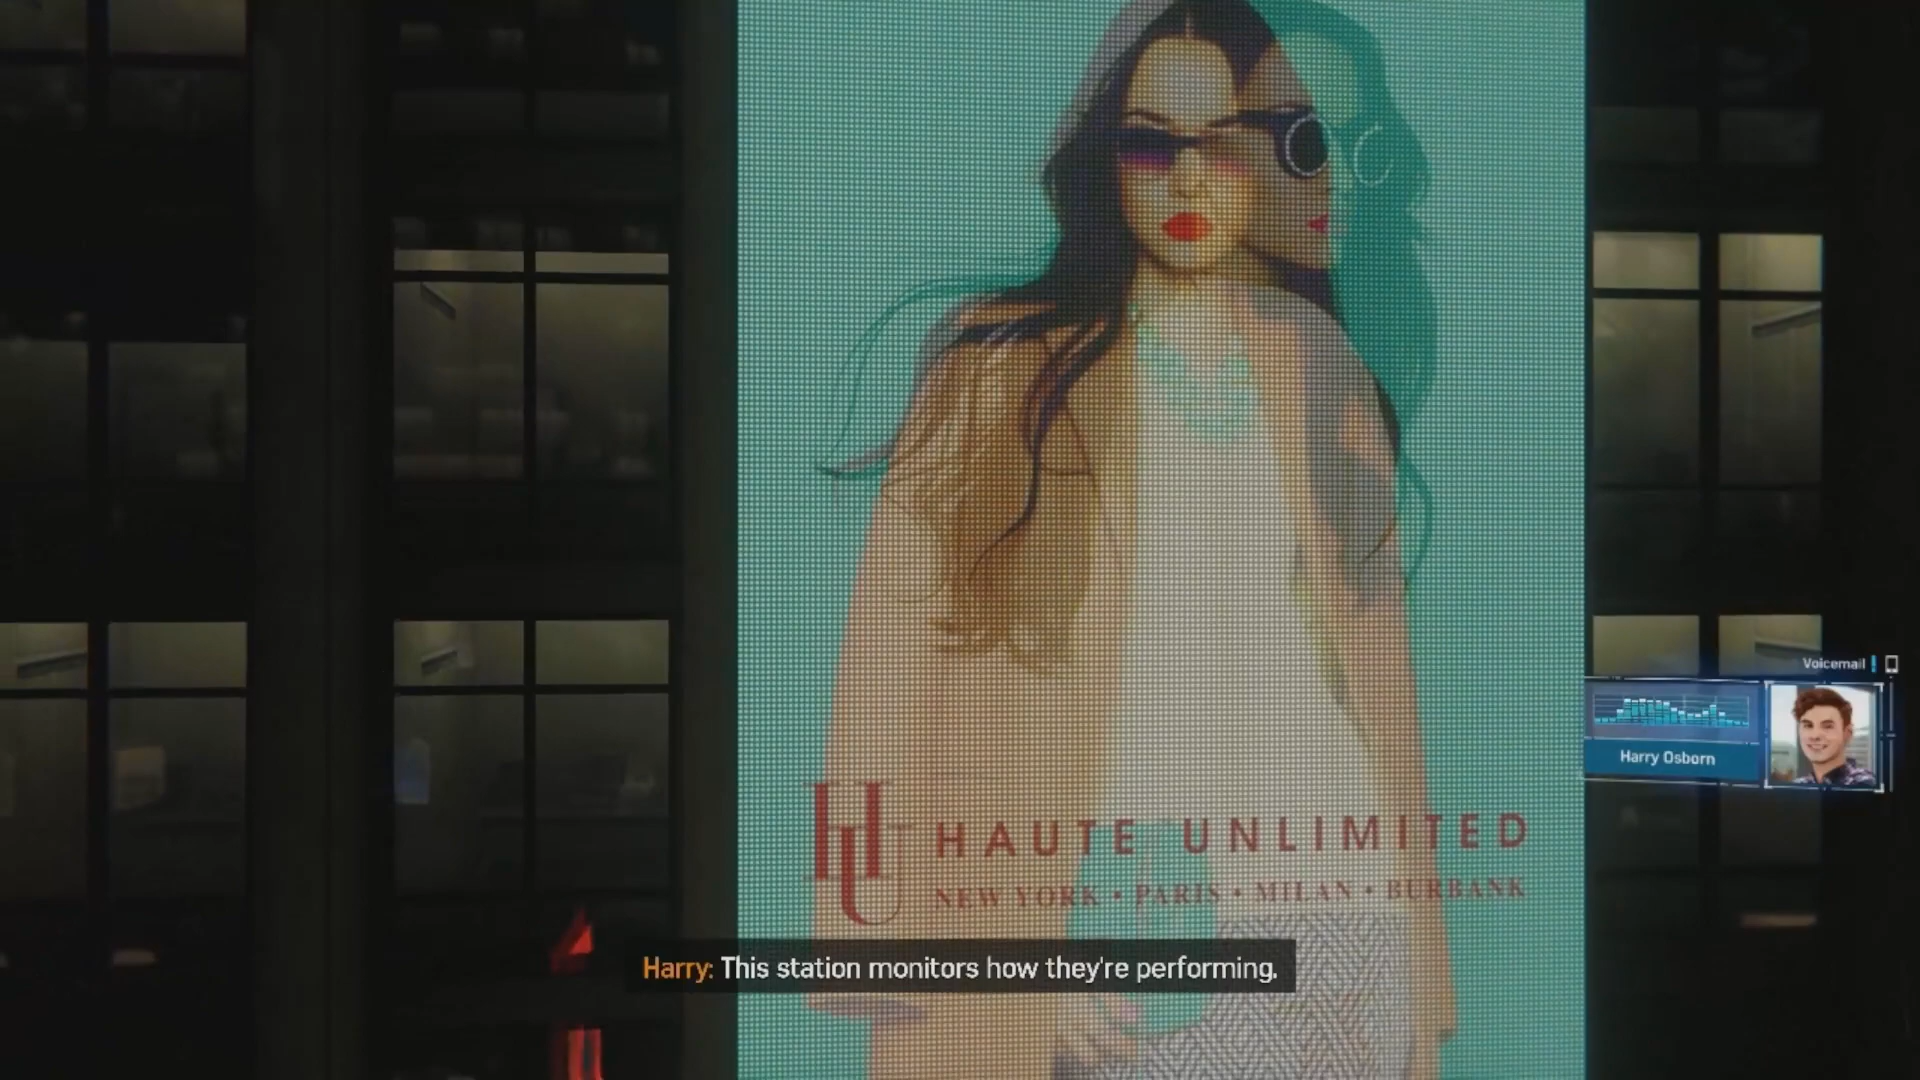 Voicemail
Harry Osborn
HU
HAUTE UNLIMITED
NEW YORK • PARIS • MILAN • BURBANK
Harry: This station monitors how they're performing.